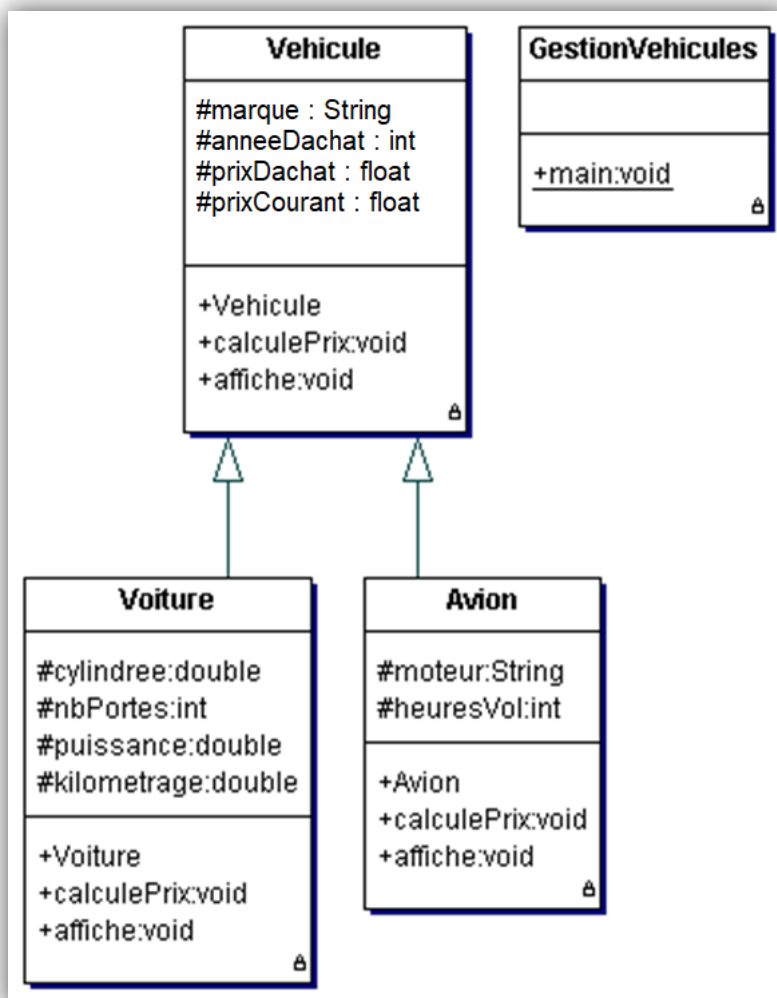 Vehicule
#marque : String
#anneeDachat : int
#prixDachat : float
#prixCourant : float
+Vehicule
+calculePrix:void
+affiche:void
GestionVehicules
+main:void
Voiture
#cylindree:double
#nbPortes:int
#puissance:double
#kilometrage:double
+Voiture
+calculePrix:void
+affiche:void
Avion
#moteur:String
#heuresVol:int
+Avion
+calculePrix:void
+affiche:void